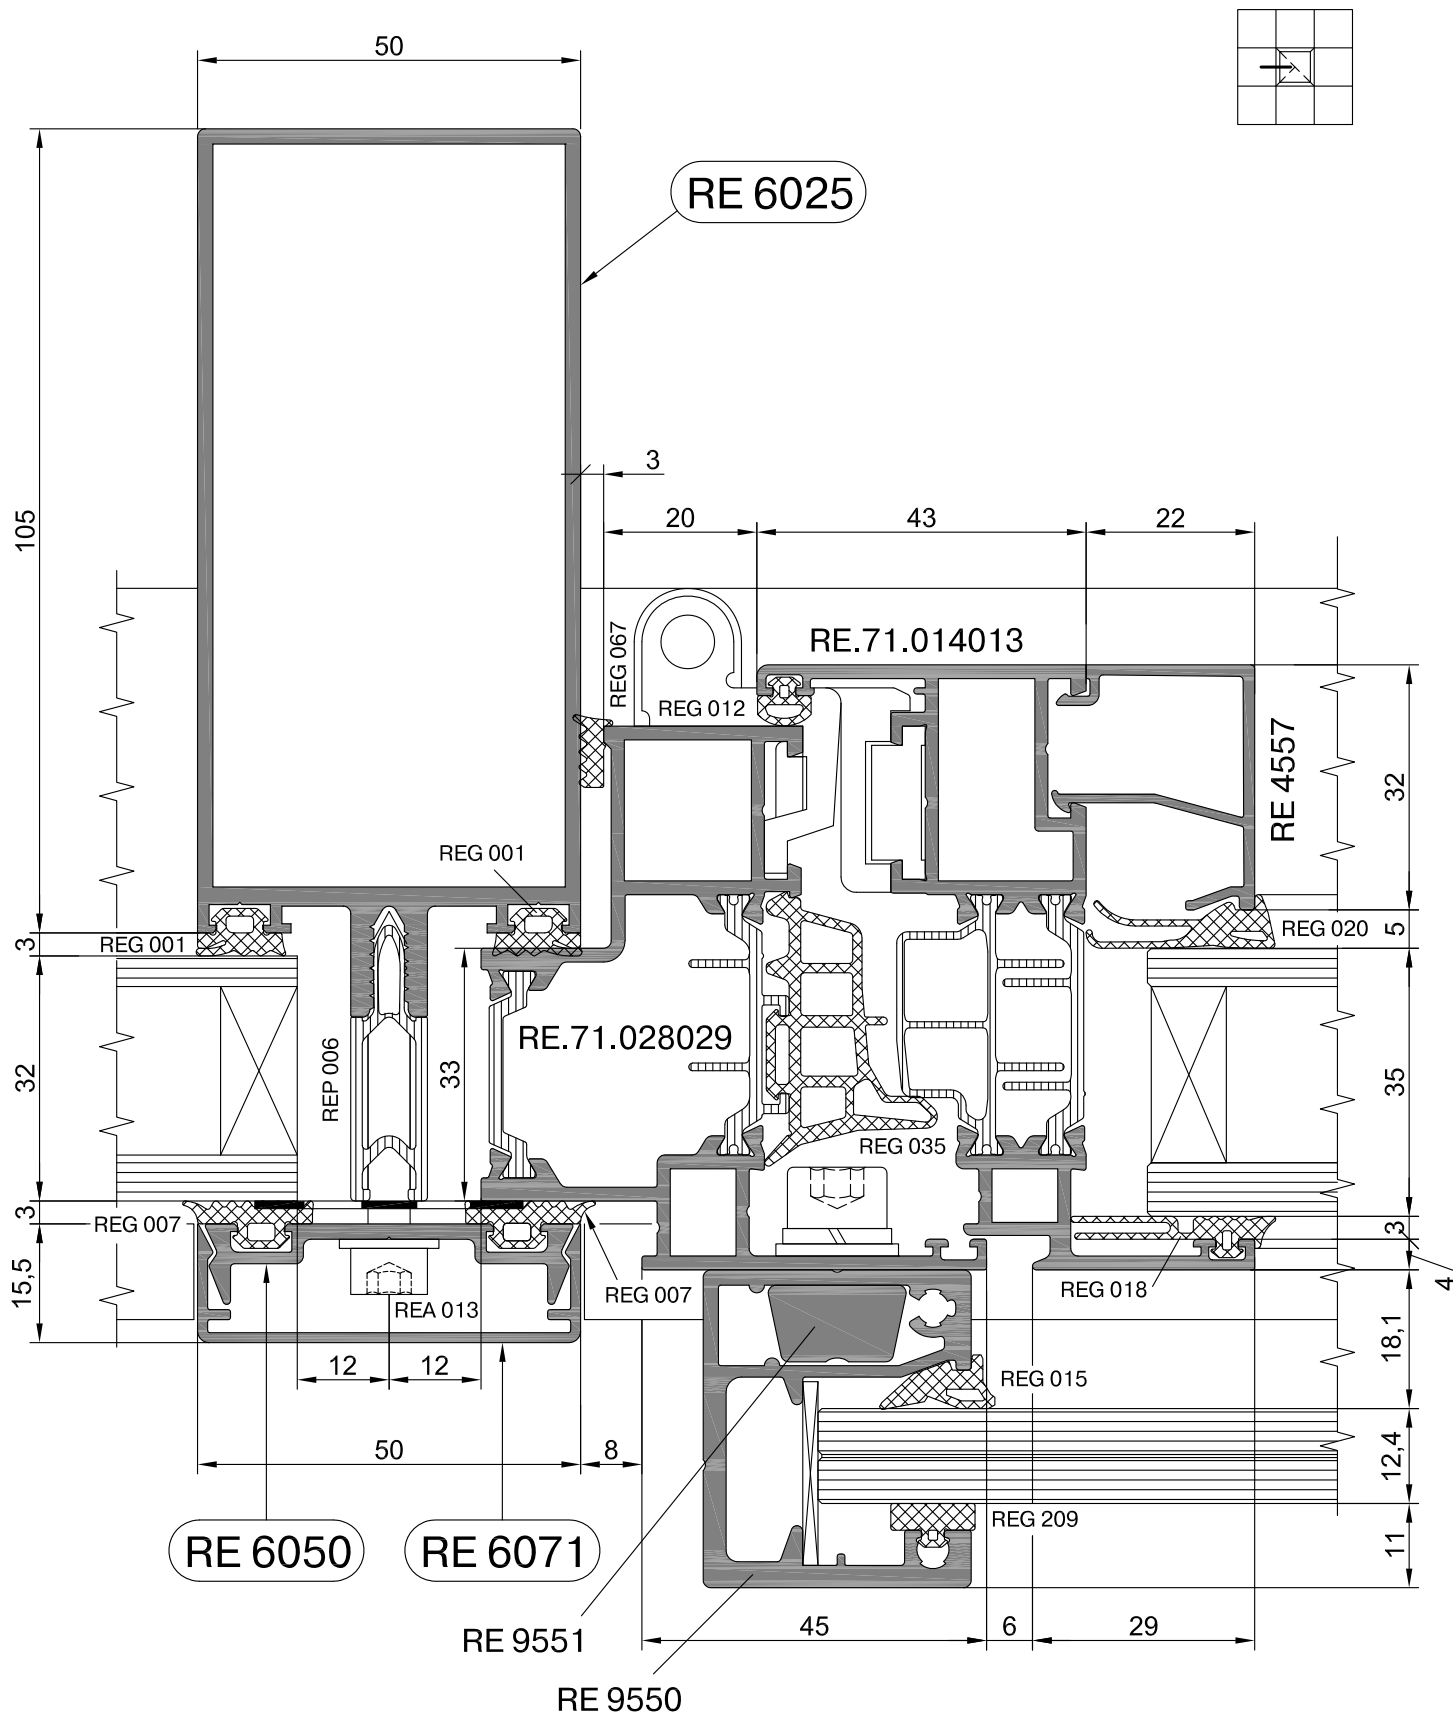 50
RE 6025
3
20
43
22
105
REG 067
RE.71.014013
REG 012
RE 4557
32
REG 001
3
REG 001
REG 020
5
32
REP 006
33
RE.71.028029
35
REG 035
3
REG 007
3
15,5
REA 013
REG 007
REG 018
4
18,1
12
12
REG 015
50
8
12,4
REG 209
RE 6050
RE 6071
11
45
6
29
RE 9551
RE 9550